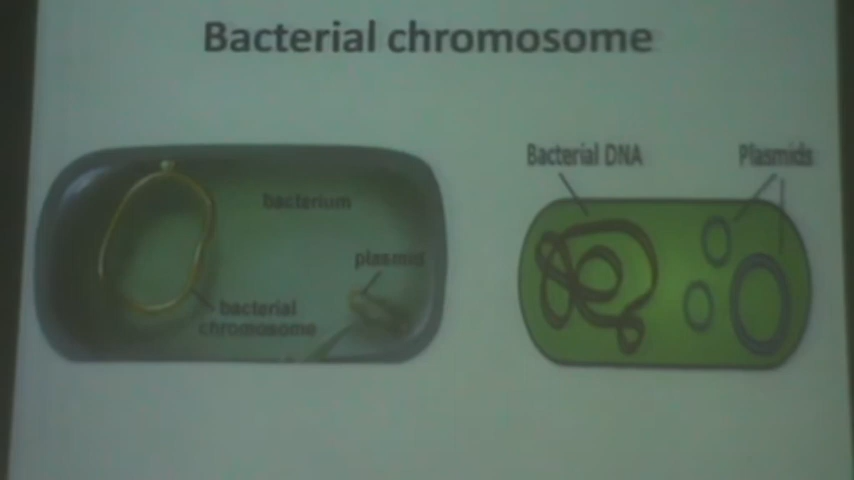 Bacterial chromosome
bacterium
plasmid
bacterial
chromosome
Bacterial DNA
Plasmids